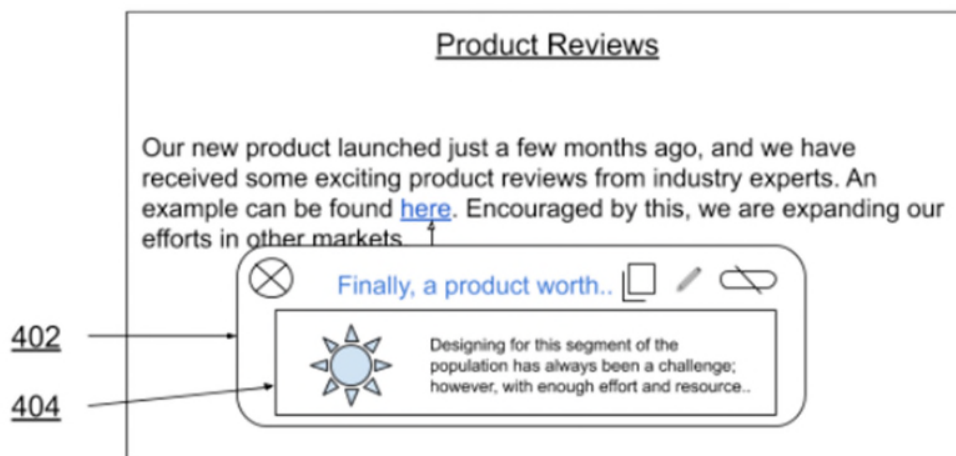 Product Reviews
Our new product launched just a few months ago, and we have
received some exciting product reviews from industry experts. An
example can be found here. Encouraged by this, we are expanding our
efforts in other markets
Finally, a product worth..
402
Designing for this segment of the
population has always been a challenge;
however, with enough effort and resource..
404